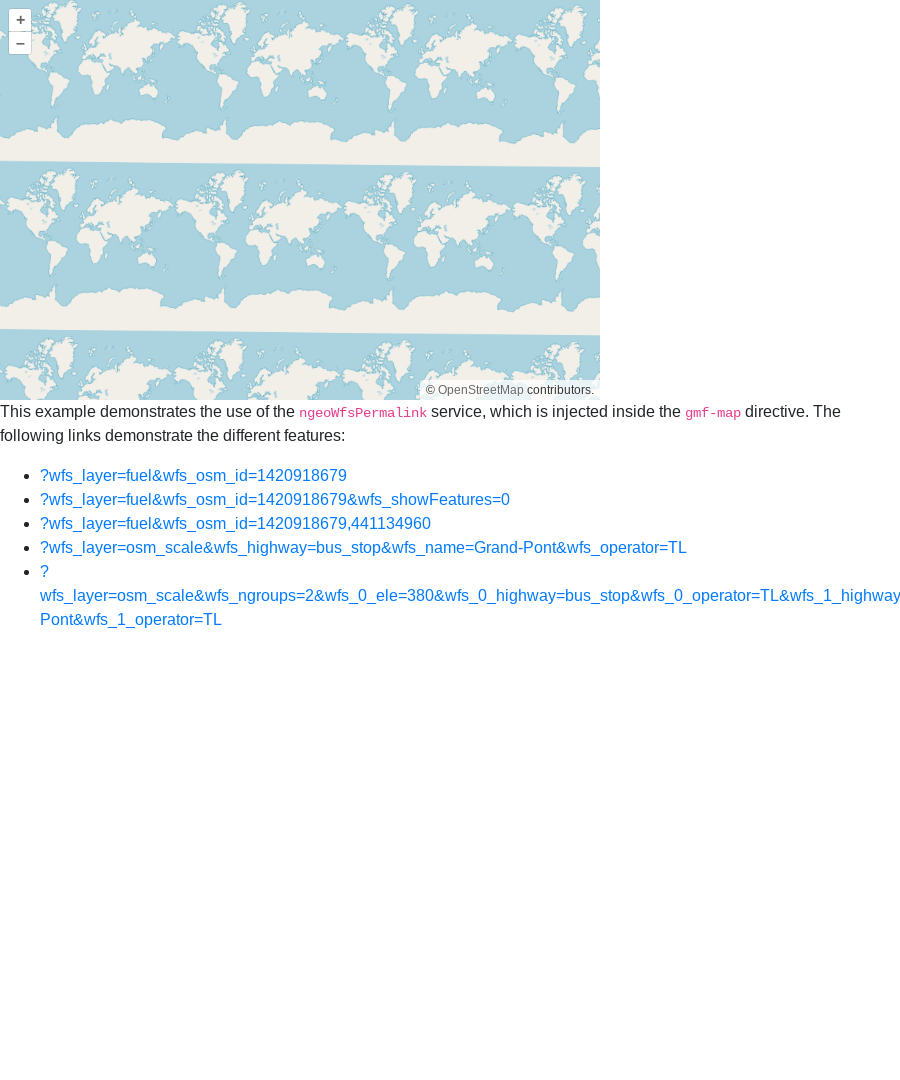 +
−
© OpenStreetMap contributors.
This example demonstrates the use of the ngeoWfsPermalink service, which is injected inside the gmf-map directive. The
following links demonstrate the different features:
?wfs_layer=fuel&wfs_osm_id=1420918679
?wfs_layer=fuel&wfs_osm_id=1420918679&wfs_showFeatures=0
?wfs_layer=fuel&wfs_osm_id=1420918679,441134960
?wfs_layer=osm_scale&wfs_highway=bus_stop&wfs_name=Grand-Pont&wfs_operator=TL
?
wfs_layer=osm_scale&wfs_ngroups=2&wfs_0_ele=380&wfs_0_highway=bus_stop&wfs_0_operator=TL&wfs_1_highway
Pont&wfs_1_operator=TL